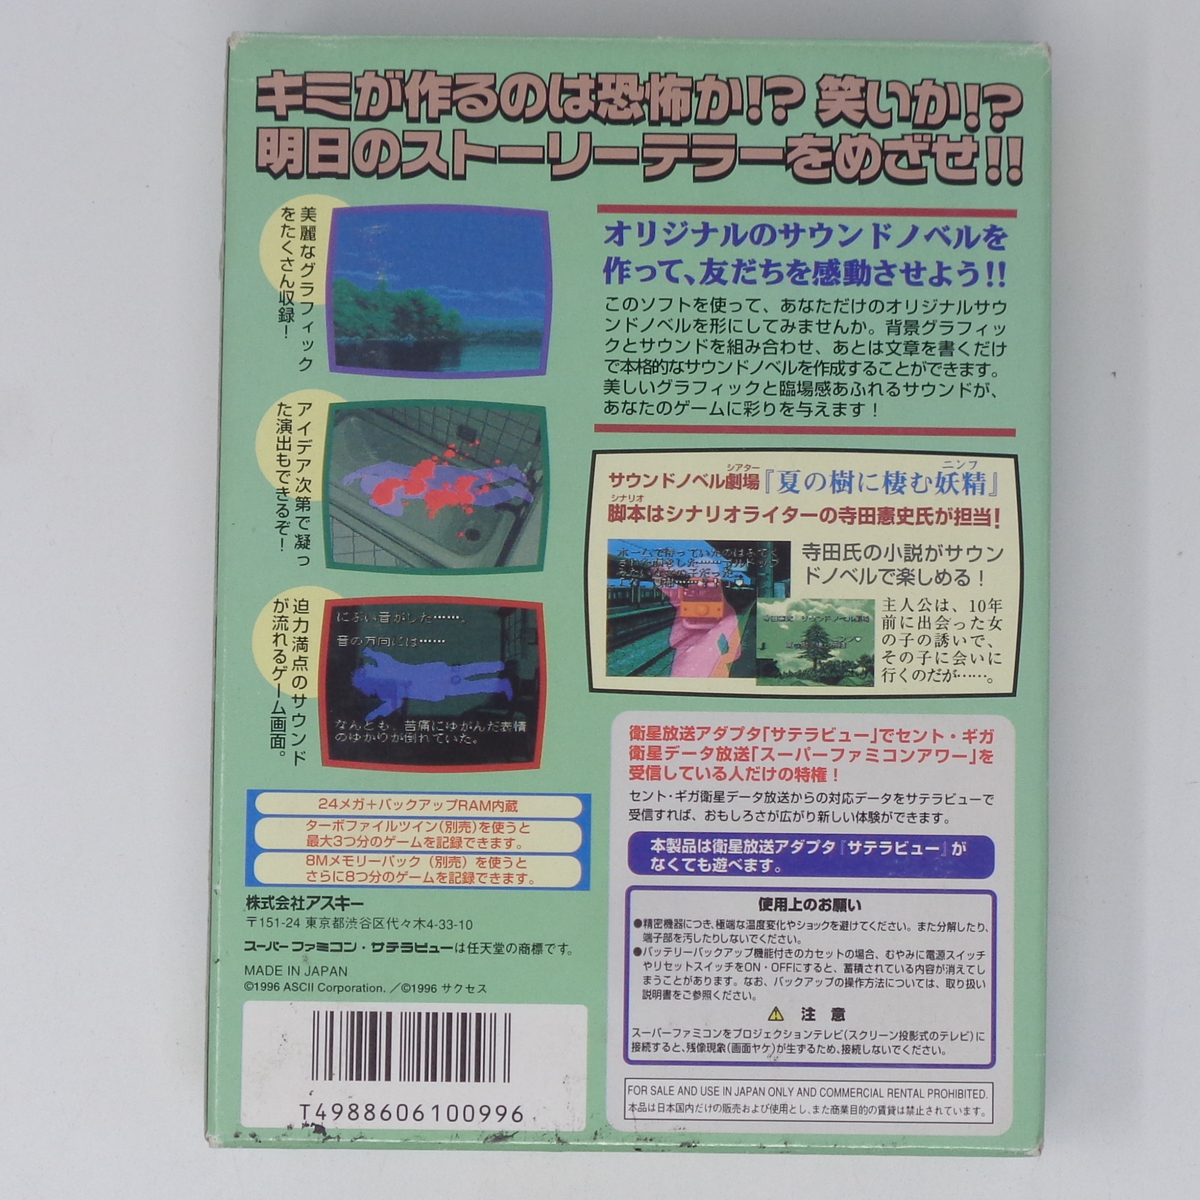 キミが作るのは恐怖か!? 笑いか!?
明日のストーリーテラーをめざせ!!
美麗なグラフィック
をたくさん収録！
アイデア次第で凝っ
た演出もできるぞ！
迫力満点のサウンド
が流れるゲーム画面。
にぶい音がした……。
音の方向には……
なんとも、苦痛にゆがんだ表情
のゆかりが倒れていた。
オリジナルのサウンドノベルを
作って、友だちを感動させよう!!
このソフトを使って、あなただけのオリジナルサウ
ンドノベルを形にしてみませんか。背景グラフィッ
クとサウンドを組み合わせ、あとは文章を書くだけ
で本格的なサウンドノベルを作成することができます。
美しいグラフィックと臨場感あふれるサウンドが、
あなたのゲームに彩りを与えます！
シアター ニンフ
サウンドノベル劇場『夏の樹に棲む妖精』
シナリオ
脚本はシナリオライターの寺田憲史氏が担当！
寺田氏の小説がサウン
ドノベルで楽しめる！
寺田憲史 サウンドノベル劇場
主人公は、10年
前に出会った女
の子の誘いで、
その子に会いに
行くのだが……。
衛星放送アダプタ「サテラビュー」でセント・ギガ
衛星データ放送「スーパーファミコンアワー」を
受信している人だけの特権！
セント・ギガ衛星データ放送からの対応データをサテラビューで
受信すれば、おもしろさが広がり新しい体験ができます。
本製品は衛星放送アダプタ『サテラビュー』が
なくても遊べます。
24メガ＋バックアップRAM内蔵
ターボファイルツイン（別売）を使うと
最大3つ分のゲームを記録できます。
8Mメモリーパック（別売）を使うと
さらに8つ分のゲームを記録できます。
株式会社アスキー
〒151-24 東京都渋谷区代々木4-33-10
スーパーファミコン・サテラビューは任天堂の商標です。
MADE IN JAPAN
©1996 ASCII Corporation. ／©1996 サクセス
T4988606100996
使用上のお願い
●精密機器につき、極端な温度変化やショックを避けてください。また分解したり、
端子部を汚したりしないでください。
●バッテリーバックアップ機能付きのカセットの場合、むやみに電源スイッチ
やリセットスイッチをON・OFFにすると、蓄積されている内容が消えてし
まうことがあります。なお、バックアップの操作方法については、取り扱い
説明書をご参照ください。
⚠ 注意
スーパーファミコンをプロジェクションテレビ（スクリーン投影式のテレビ）に
接続すると、残像現象（画面ヤケ）が生ずるため、接続しないでください。
FOR SALE AND USE IN JAPAN ONLY AND COMMERCIAL RENTAL PROHIBITED.
本品は日本国内だけの販売および使用とし、また商業目的の賃貸は禁止されています。